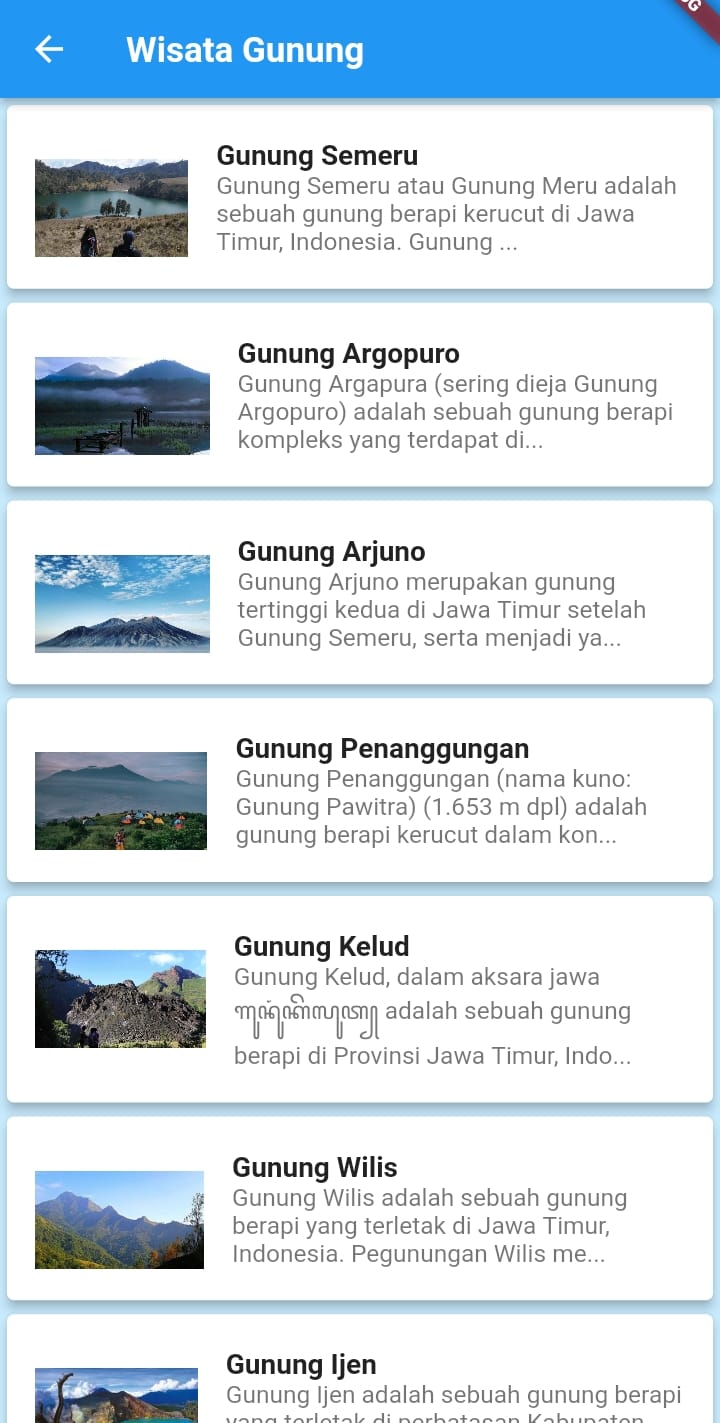 Wisata Gunung
Gunung Semeru
Gunung Semeru atau Gunung Meru adalah
sebuah gunung berapi kerucut di Jawa
Timur, Indonesia. Gunung ...
Gunung Argopuro
Gunung Argapura (sering dieja Gunung
Argopuro) adalah sebuah gunung berapi
kompleks yang terdapat di...
Gunung Arjuno
Gunung Arjuno merupakan gunung
tertinggi kedua di Jawa Timur setelah
Gunung Semeru, serta menjadi ya...
Gunung Penanggungan
Gunung Penanggungan (nama kuno:
Gunung Pawitra) (1.653 m dpl) adalah
gunung berapi kerucut dalam kon...
Gunung Kelud
Gunung Kelud, dalam aksara jawa
adalah sebuah gunung
berapi di Provinsi Jawa Timur, Indo...
Gunung Wilis
Gunung Wilis adalah sebuah gunung
berapi yang terletak di Jawa Timur,
Indonesia. Pegunungan Wilis me...
Gunung Ijen
Gunung Ijen adalah sebuah gunung berapi
yang terletak di perbatasan Kabupaten